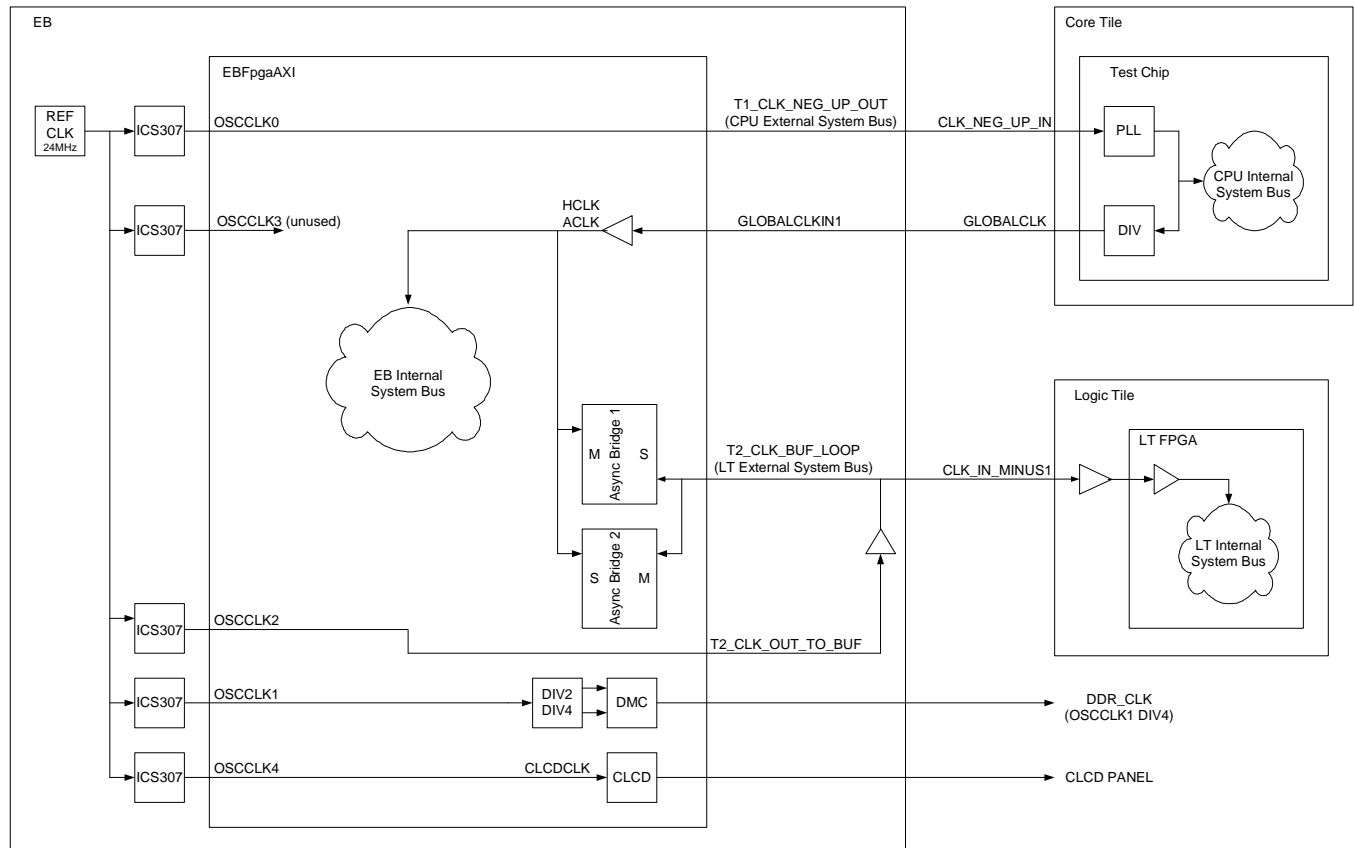 EB
Core Tile
EBFpgaAXI
Test Chip
REF
CLK
24MHz
ICS307
OSCCLK0
T1_CLK_NEG_UP_OUT
(CPU External System Bus)
CLK_NEG_UP_IN
PLL
CPU Internal
System Bus
ICS307
OSCCLK3 (unused)
HCLK
ACLK
GLOBALCLKIN1
GLOBALCLK
DIV
EB Internal
System Bus
Logic Tile
LT FPGA
M
Async Bridge 1
S
T2_CLK_BUF_LOOP
(LT External System Bus)
CLK_IN_MINUS1
S
Async Bridge 2
M
LT Internal
System Bus
ICS307
OSCCLK2
T2_CLK_OUT_TO_BUF
ICS307
OSCCLK1
DIV2
DIV4
DMC
DDR_CLK
(OSCCLK1 DIV4)
ICS307
OSCCLK4
CLCDCLK
CLCD
CLCD PANEL